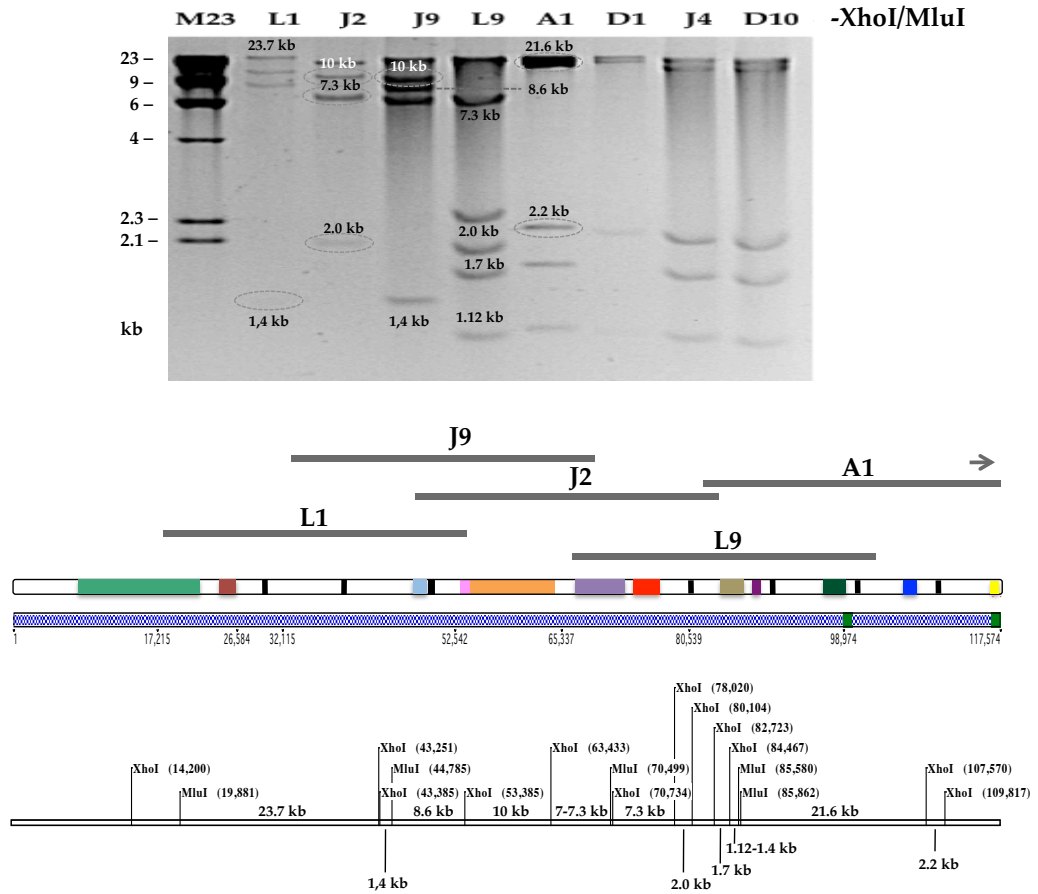 M23 L1 J2 J9 L9 A1 D1 J4 D10 -XhoI/MluI
23.7 kb 21.6 kb
23 –
10 kb 10 kb
9 –
7.3 kb 8.6 kb
6 –
7.3 kb
4 –
2.2 kb
2.3 –
2.0 kb 2.0 kb
2.1 –
1.7 kb
1,4 kb 1,4 kb 1.12 kb
kb
J9
J2 A1
L1
L9
1 17,215 26,584 32,115 52,542 65,337 80,539 98,974 117,574
XhoI (78,020)
XhoI (80,104)
XhoI (82,723)
XhoI (43,251) XhoI (63,433) XhoI (84,467)
XhoI (14,200) MluI (44,785) MluI (70,499) MluI (85,580) XhoI (107,570)
MluI (19,881) XhoI (43,385) XhoI (53,385) XhoI (70,734) MluI (85,862) XhoI (109,817)
23.7 kb 8.6 kb 10 kb 7-7.3 kb 7.3 kb 21.6 kb
1.12-1.4 kb
1,4 kb 2.0 kb 1.7 kb 2.2 kb